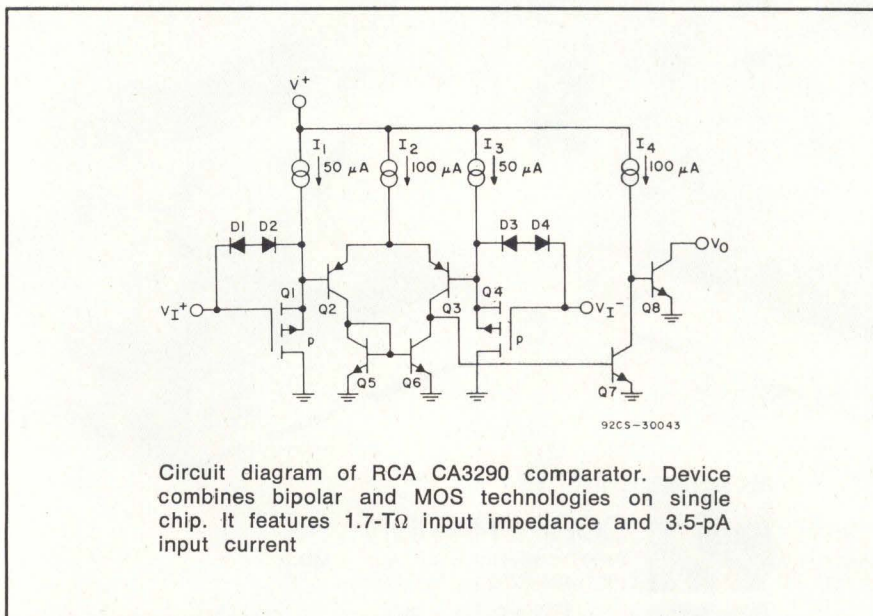 V+
I1 I2 I3 I4
50 μA 100 μA 50 μA 100 μA
D1 D2 D3 D4
VO
Q1 Q2 Q3 Q4 Q8
VI+ VI-
p p
Q5 Q6 Q7
92CS-30043
Circuit diagram of RCA CA3290 comparator. Device
combines bipolar and MOS technologies on single
chip. It features 1.7-TΩ input impedance and 3.5-pA
input current